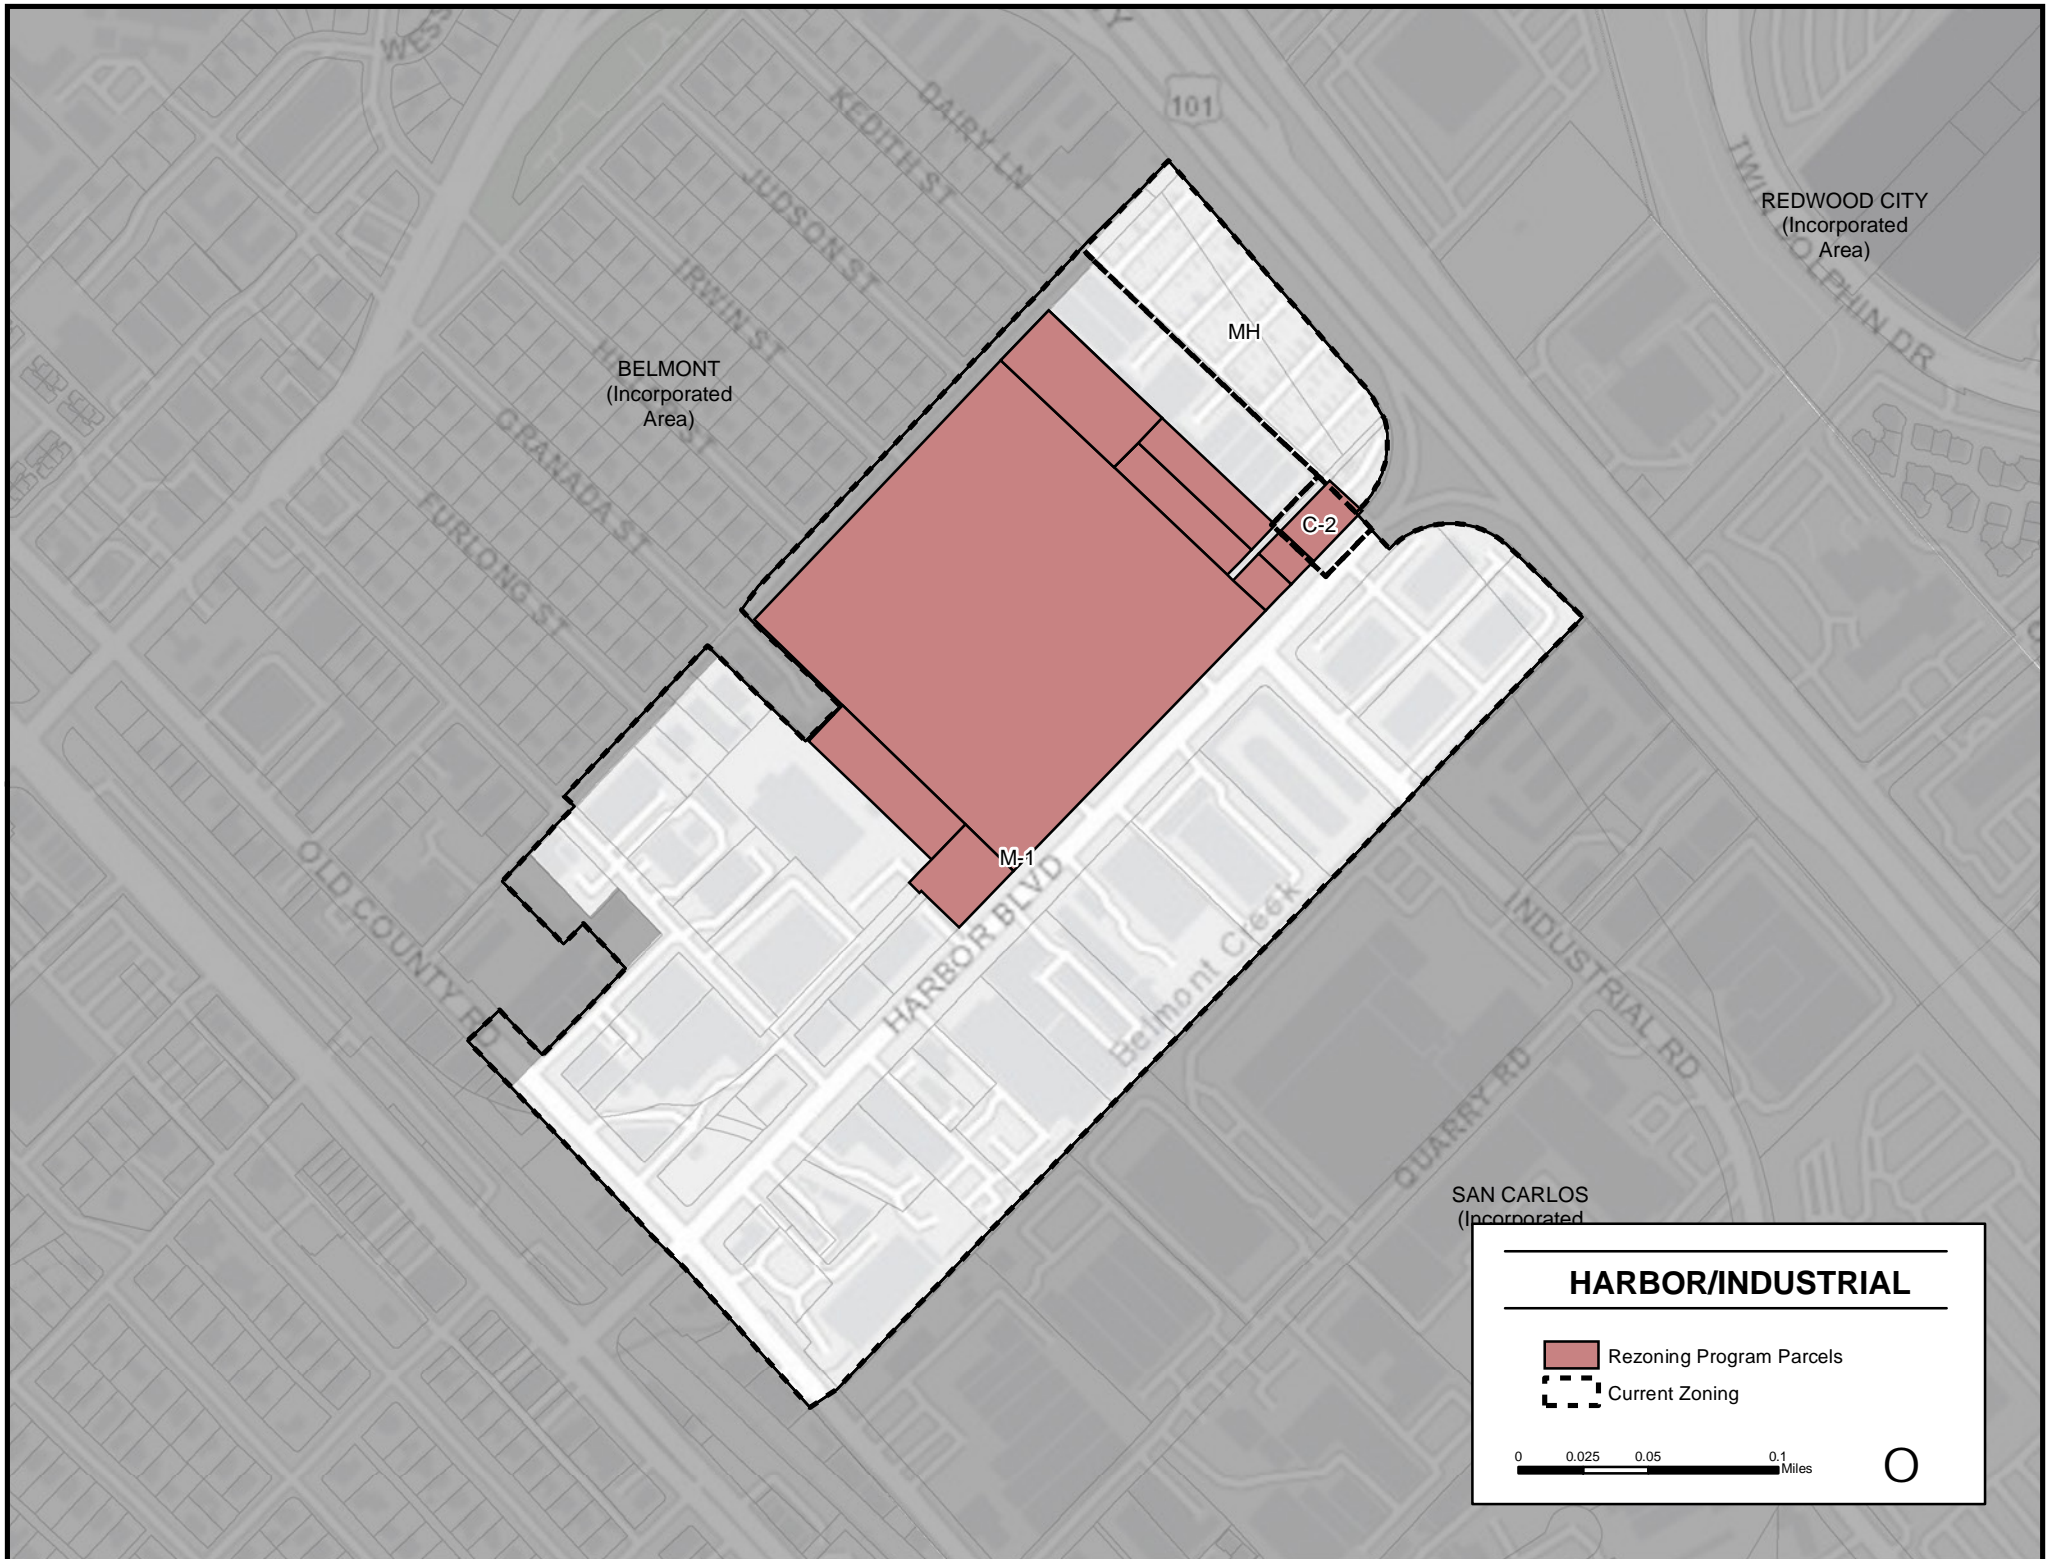 WES
101
DAIRY LN
KEDITH ST
JUDSON ST
IRWIN ST
TWIN DOLPHIN DR
REDWOOD CITY
(Incorporated
Area)
MH
BELMONT
(Incorporated
Area)
GRANADA ST
FURLONG ST
C-2
M-1
HARBOR BLVD
OLD COUNTY RD
Belmont Creek
INDUSTRIAL RD
QUARRY RD
SAN CARLOS
(Incorporated
HARBOR/INDUSTRIAL
Rezoning Program Parcels
Current Zoning
0 0.025 0.05 0.1
Miles
O